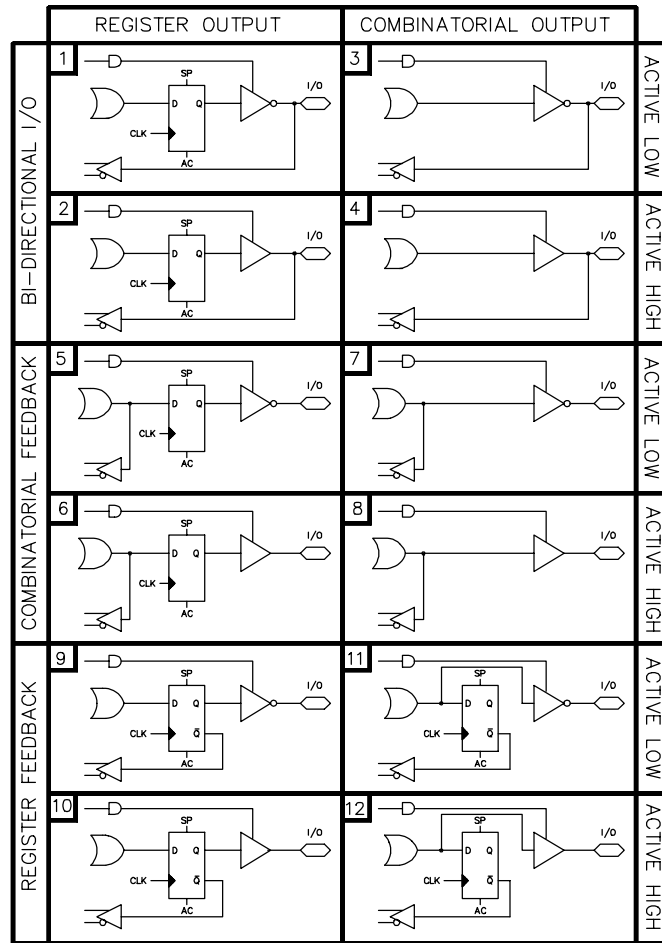 REGISTER OUTPUT
COMBINATORIAL OUTPUT
BI-DIRECTIONAL I/O
1
SP
I/O
D Q
CLK
AC
3
I/O
ACTIVE LOW
2
SP
I/O
D Q
CLK
AC
4
I/O
ACTIVE HIGH
COMBINATORIAL FEEDBACK
5
SP
I/O
D Q
CLK
AC
7
I/O
ACTIVE LOW
6
SP
I/O
D Q
CLK
AC
8
I/O
ACTIVE HIGH
REGISTER FEEDBACK
9
SP
I/O
D Q
CLK
Q̅
AC
11
SP
I/O
D Q
CLK
Q̅
AC
ACTIVE LOW
10
SP
I/O
D Q
CLK
Q̅
AC
12
SP
I/O
D Q
CLK
Q̅
AC
ACTIVE HIGH